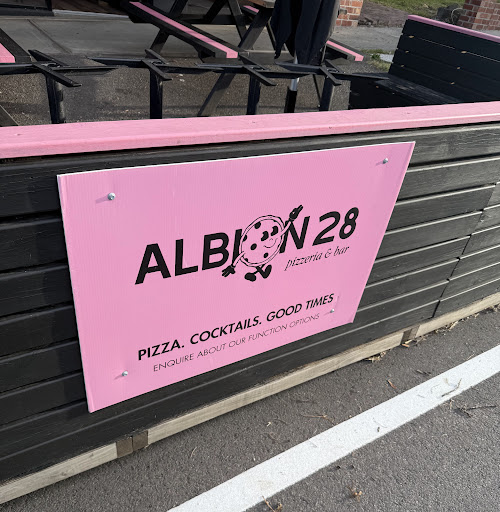 ALBION 28
pizzeria & bar
PIZZA. COCKTAILS. GOOD TIMES
ENQUIRE ABOUT OUR FUNCTION OPTIONS